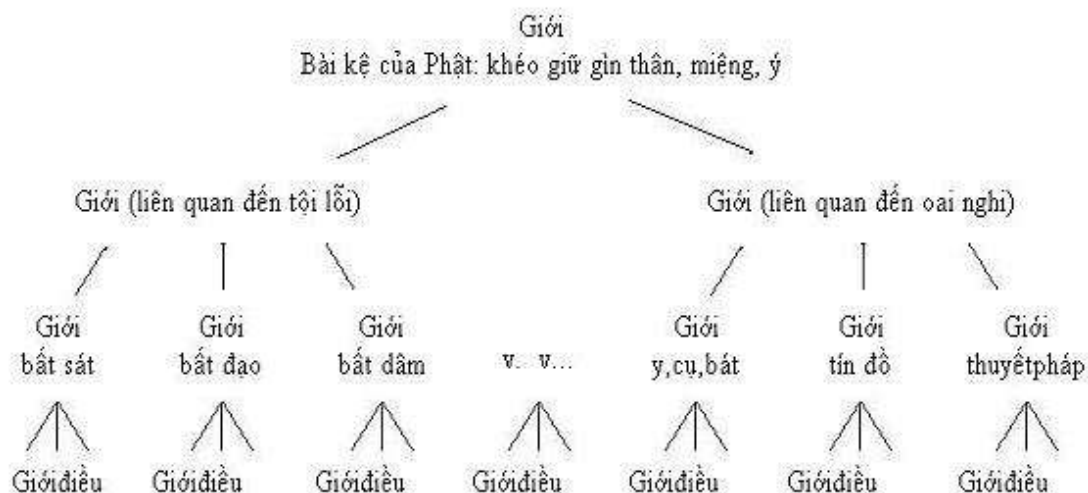 Giới
Bài kệ của Phật: khéo giữ gìn thân, miệng, ý
Giới (liên quan đến tội lỗi)
Giới (liên quan đến oai nghi)
Giới
bất sát
Giới
bất đạo
Giới
bất dâm
v. v...
Giới
y,cụ,bát
Giới
tín đồ
Giới
thuyếtpháp
Giớiđiều
Giớiđiều
Giớiđiều
Giớiđiều
Giớiđiều
Giớiđiều
Giớiđiều